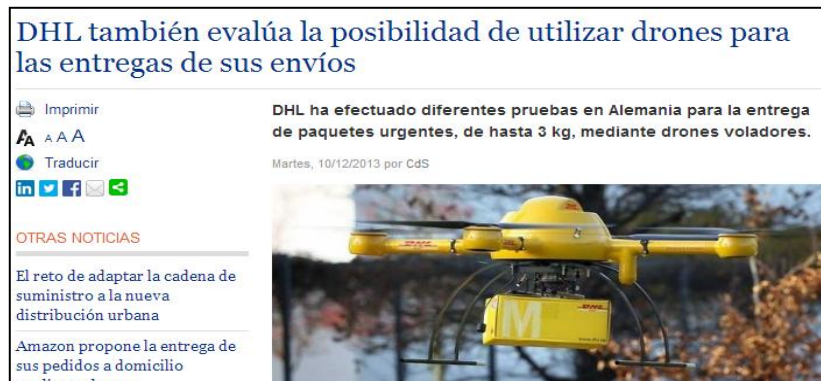 DHL también evalúa la posibilidad de utilizar drones para
las entregas de sus envíos
Imprimir
A A A A
Traducir
OTRAS NOTICIAS
El reto de adaptar la cadena de
suministro a la nueva
distribución urbana
Amazon propone la entrega de
sus pedidos a domicilio
DHL ha efectuado diferentes pruebas en Alemania para la entrega
de paquetes urgentes, de hasta 3 kg, mediante drones voladores.
Martes, 10/12/2013 por CdS
DHL
DHL
M